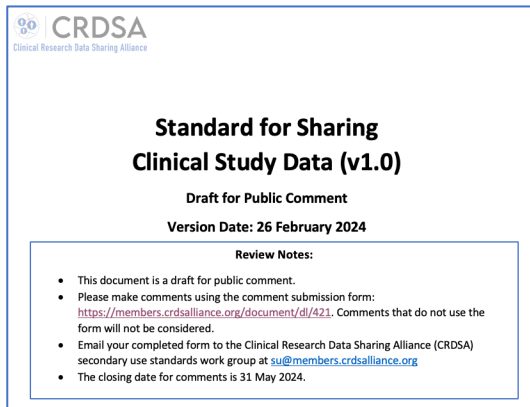 CRDSA
Clinical Research Data Sharing Alliance
Standard for Sharing
Clinical Study Data (v1.0)
Draft for Public Comment
Version Date: 26 February 2024
Review Notes:
• This document is a draft for public comment.
• Please make comments using the comment submission form:
https://members.crdsalliance.org/document/dl/421. Comments that do not use the
form will not be considered.
• Email your completed form to the Clinical Research Data Sharing Alliance (CRDSA)
secondary use standards work group at su@members.crdsalliance.org
• The closing date for comments is 31 May 2024.